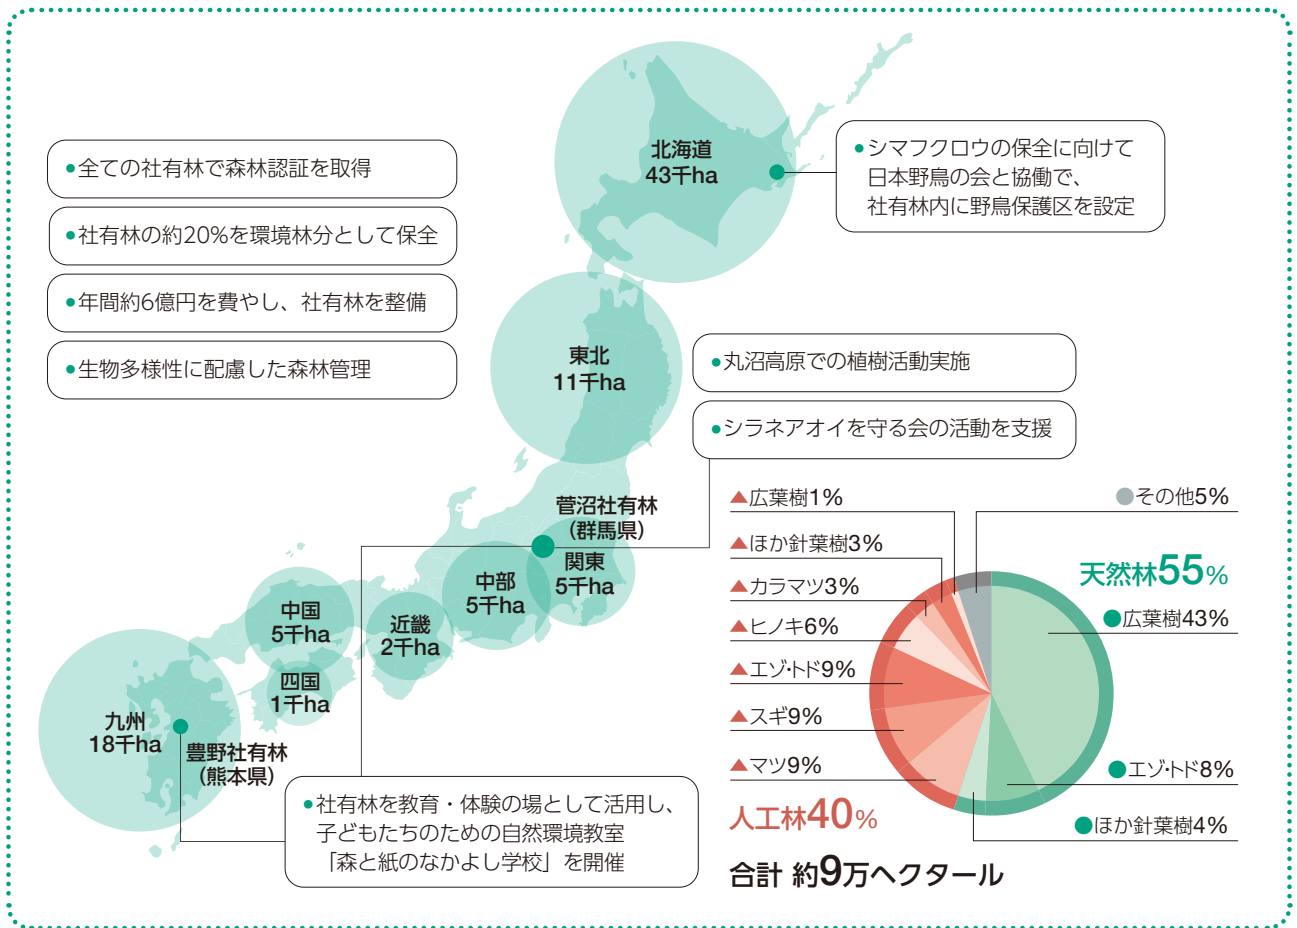 ●全ての社有林で森林認証を取得
●社有林の約20%を環境林分として保全
●年間約6億円を費やし、社有林を整備
●生物多様性に配慮した森林管理
北海道
43千ha
●シマフクロウの保全に向けて
日本野鳥の会と協働で、
社有林内に野鳥保護区を設定
東北
11千ha
●丸沼高原での植樹活動実施
●シラネアオイを守る会の活動を支援
菅沼社有林
(群馬県)
関東
5千ha
中部
5千ha
近畿
2千ha
中国
5千ha
四国
1千ha
九州
18千ha
豊野社有林
(熊本県)
●社有林を教育・体験の場として活用し、
子どもたちのための自然環境教室
「森と紙のなかよし学校」を開催
▲広葉樹1%
▲ほか針葉樹3%
▲カラマツ3%
▲ヒノキ6%
▲エゾ・トド9%
▲スギ9%
▲マツ9%
人工林40%
●その他5%
天然林55%
●広葉樹43%
●エゾ・トド8%
●ほか針葉樹4%
合計 約9万ヘクタール